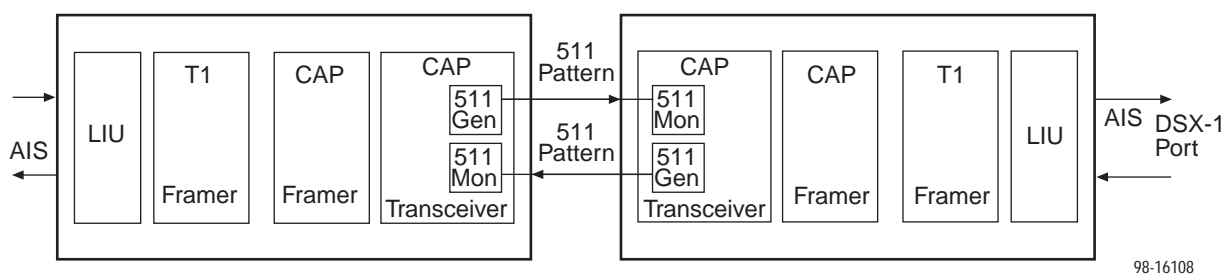 AIS
LIU
T1
Framer
CAP
Framer
CAP
511
Gen
511
Mon
Transceiver
511
Pattern
511
Pattern
CAP
511
Mon
511
Gen
Transceiver
CAP
Framer
T1
Framer
LIU
AIS
DSX-1
Port
98-16108